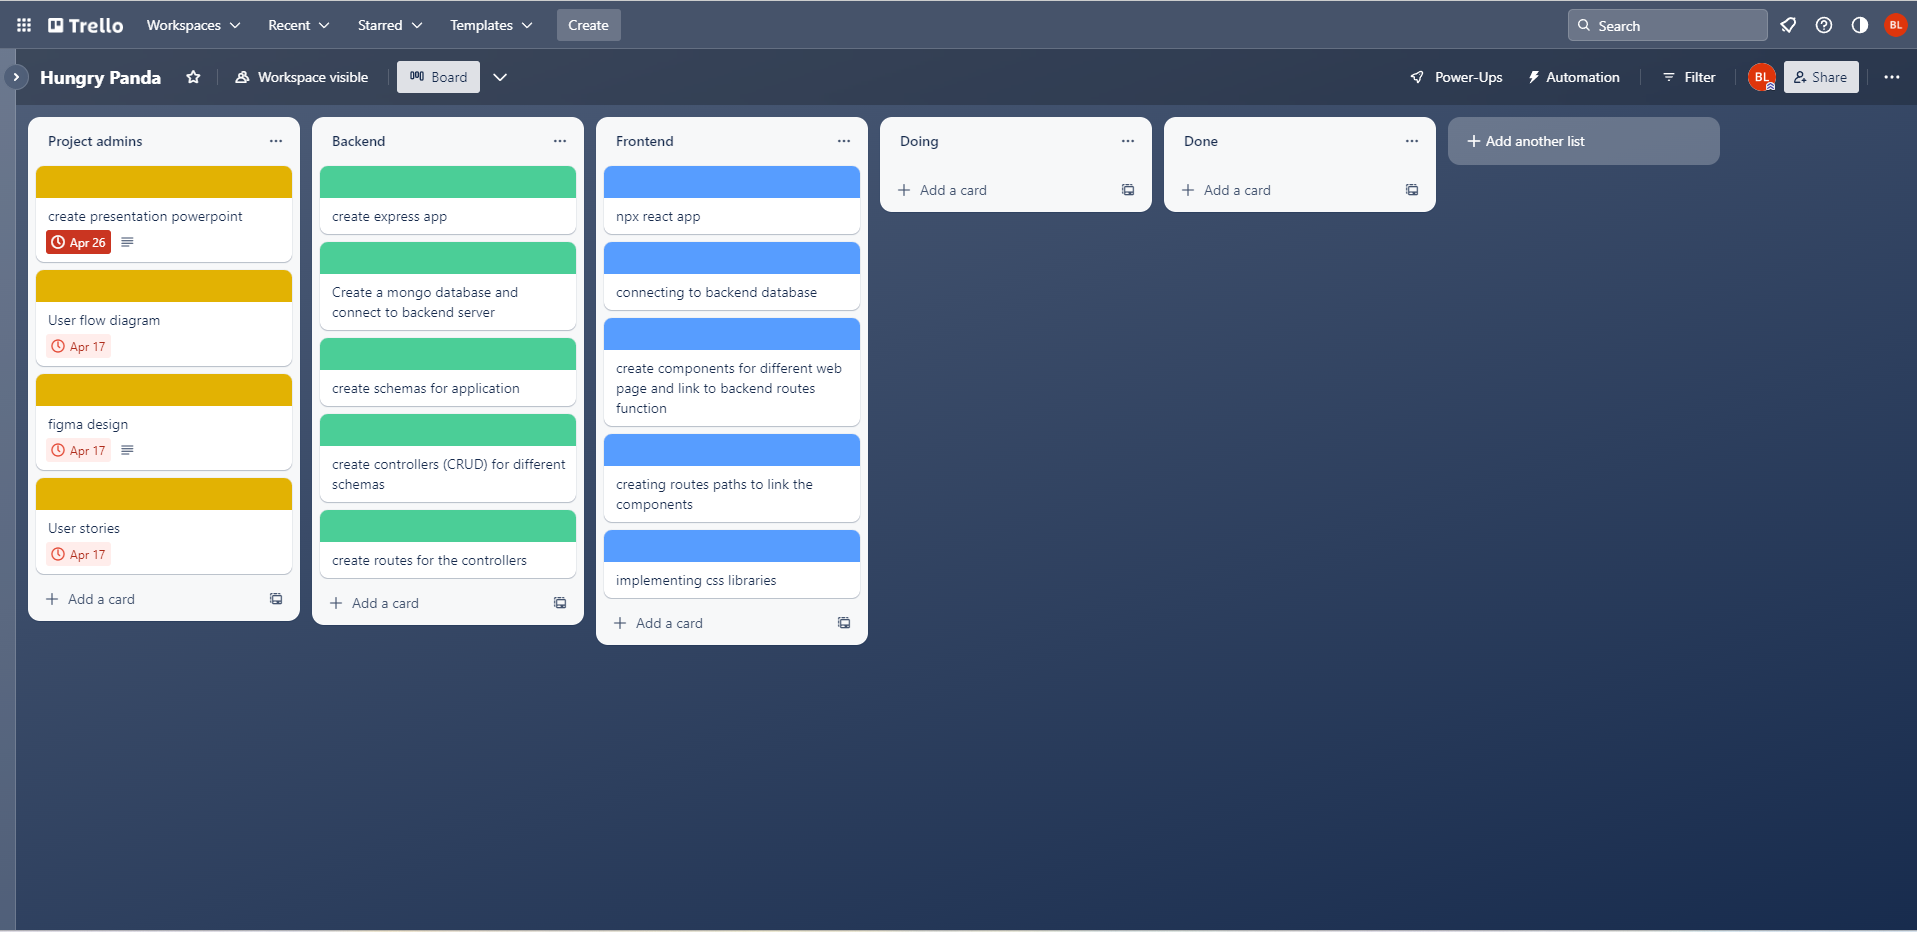 Trello
Workspaces
Recent
Starred
Templates
Create
Search
BL
Hungry Panda
Workspace visible
Board
Power-Ups
Automation
Filter
BL
Share
Project admins
create presentation powerpoint
Apr 26
User flow diagram
Apr 17
figma design
Apr 17
User stories
Apr 17
+ Add a card
Backend
create express app
Create a mongo database and
connect to backend server
create schemas for application
create controllers (CRUD) for different
schemas
create routes for the controllers
+ Add a card
Frontend
npx react app
connecting to backend database
create components for different web
page and link to backend routes
function
creating routes paths to link the
components
implementing css libraries
+ Add a card
Doing
+ Add a card
Done
+ Add a card
+ Add another list